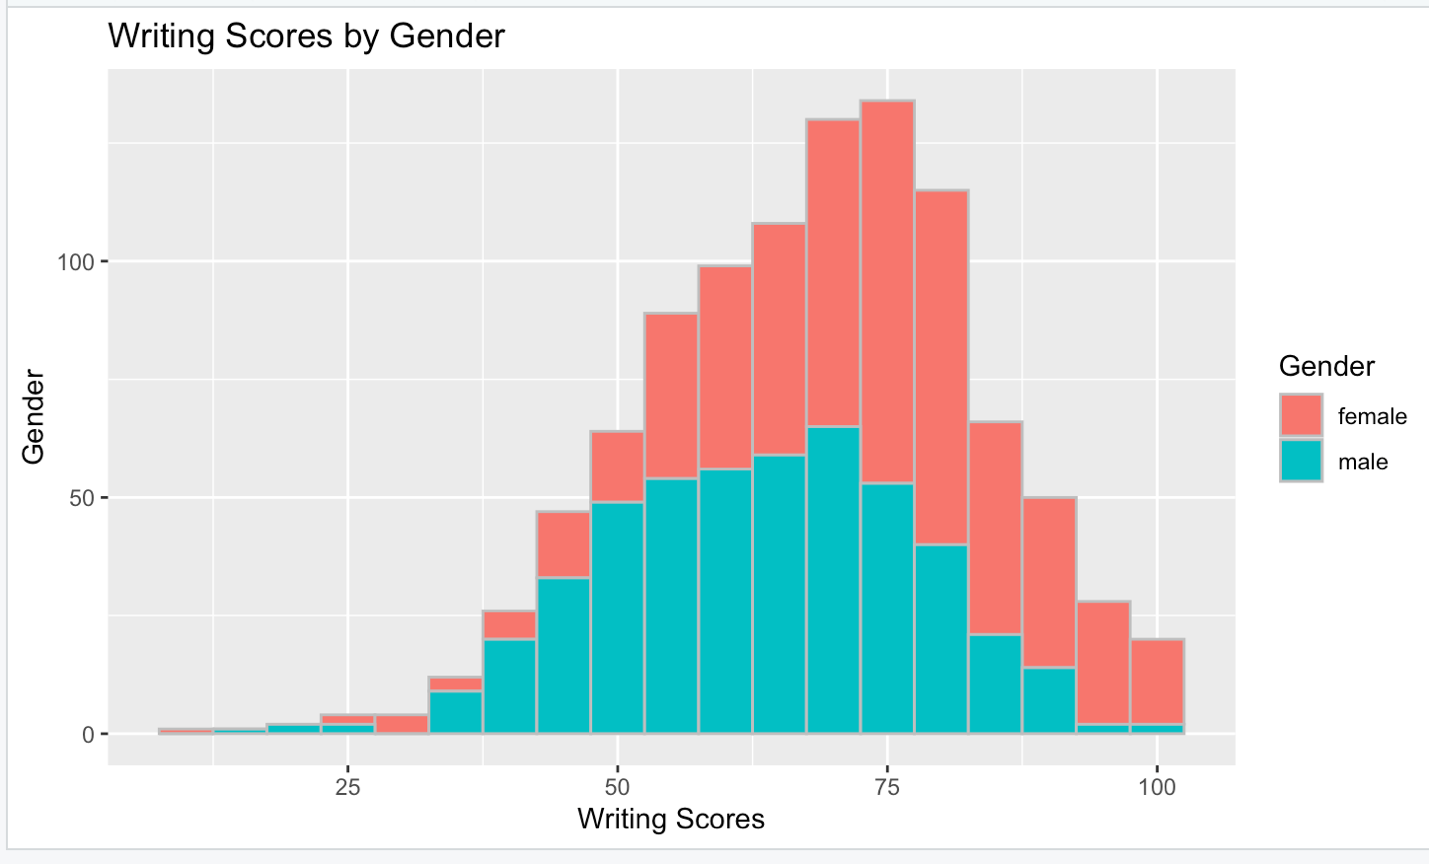 Writing Scores by Gender
100
50
0
Gender
25 50 75 100
Writing Scores
Gender
female
male